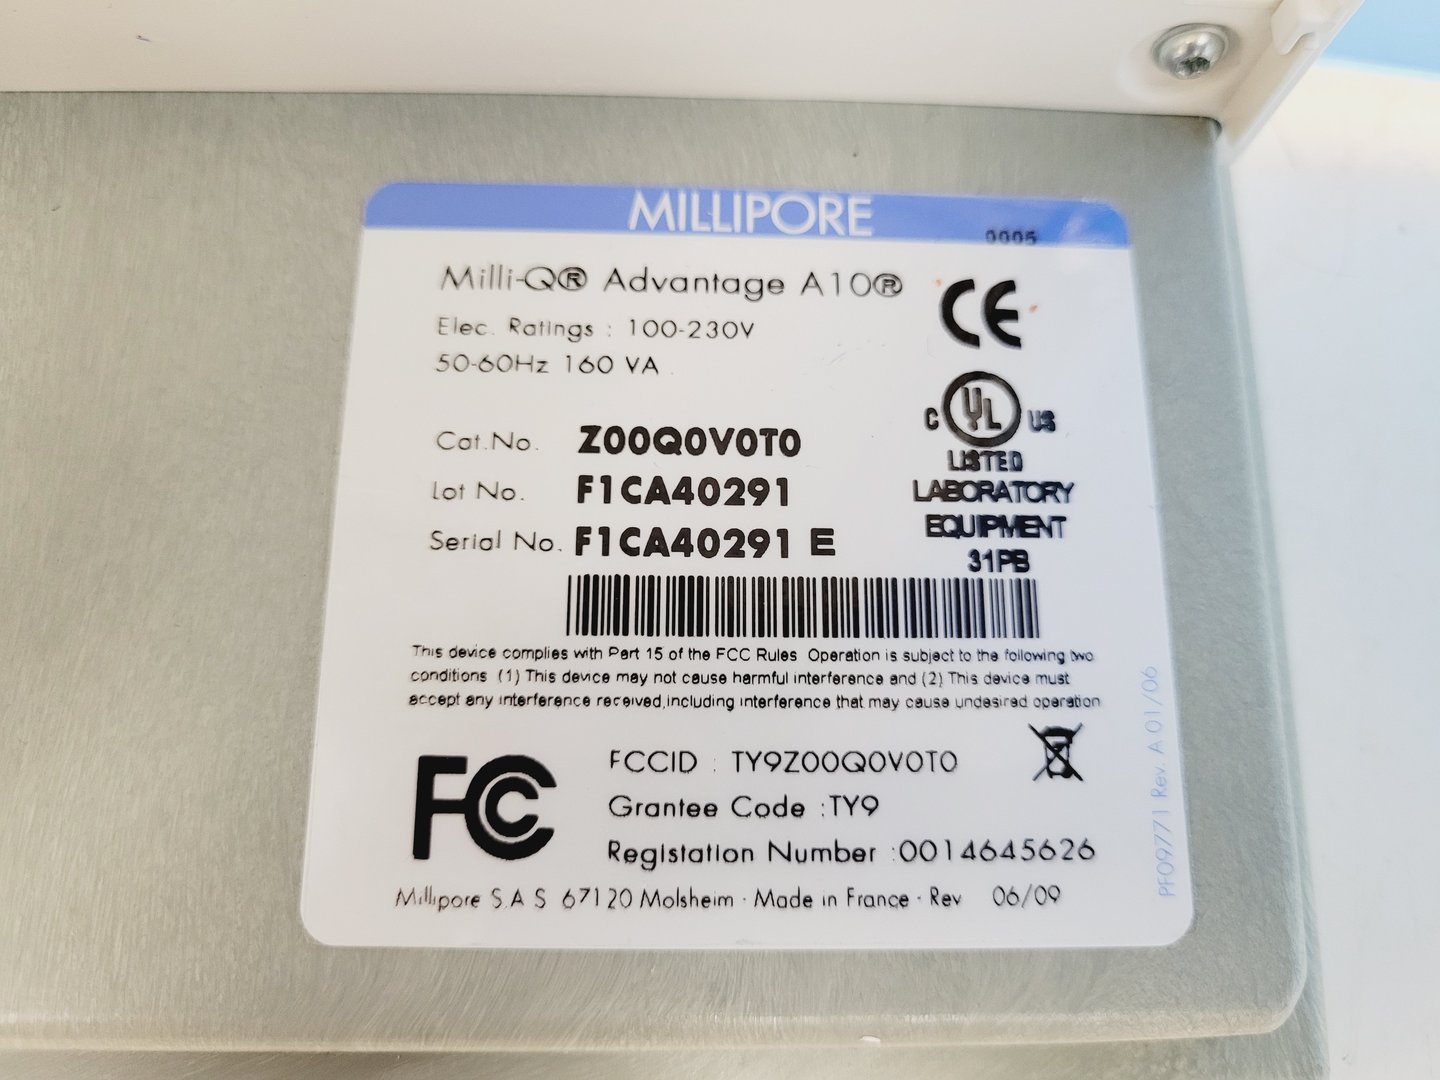 MILLIPORE
0005
Milli-Q® Advantage A10®
CE
Elec. Ratings : 100-230V
50-60Hz 160 VA
C UL US
LISTED
LABORATORY
EQUIPMENT
31PB
Cat.No. Z00Q0V0T0
Lot No. F1CA40291
Serial No. F1CA40291 E
This device complies with Part 15 of the FCC Rules Operation is subject to the following two
conditions (1) This device may not cause harmful interference and (2) This device must
accept any interference received,including interference that may cause undesired operation
FC
FCCID : TY9Z00Q0V0T0
Grantee Code :TY9
Registation Number :0014645626
Millipore S.A.S 67120 Molsheim · Made in France · Rev 06/09
PF09771 Rev. A 01/06